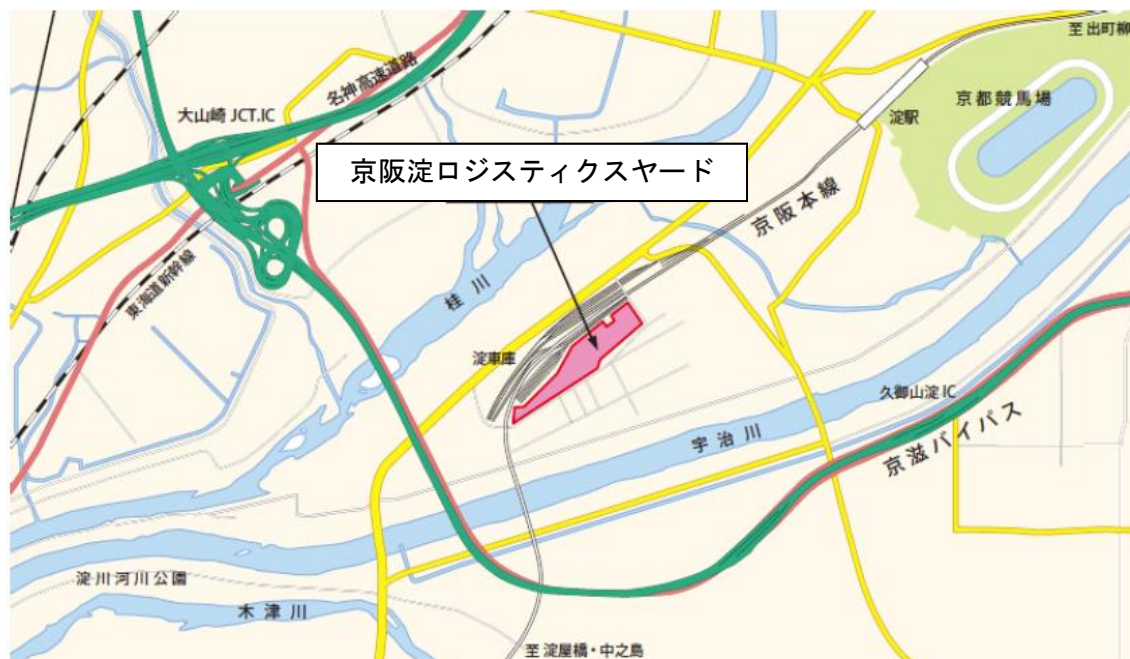 至 出町柳
名神高速道路
京都競馬場
大山崎 JCT.IC
淀駅
京阪淀ロジスティクスヤード
京阪本線
東海道新幹線
桂川
淀車庫
久御山淀 IC
宇治川
京滋バイパス
淀川河川公園
木津川
至 淀屋橋・中之島